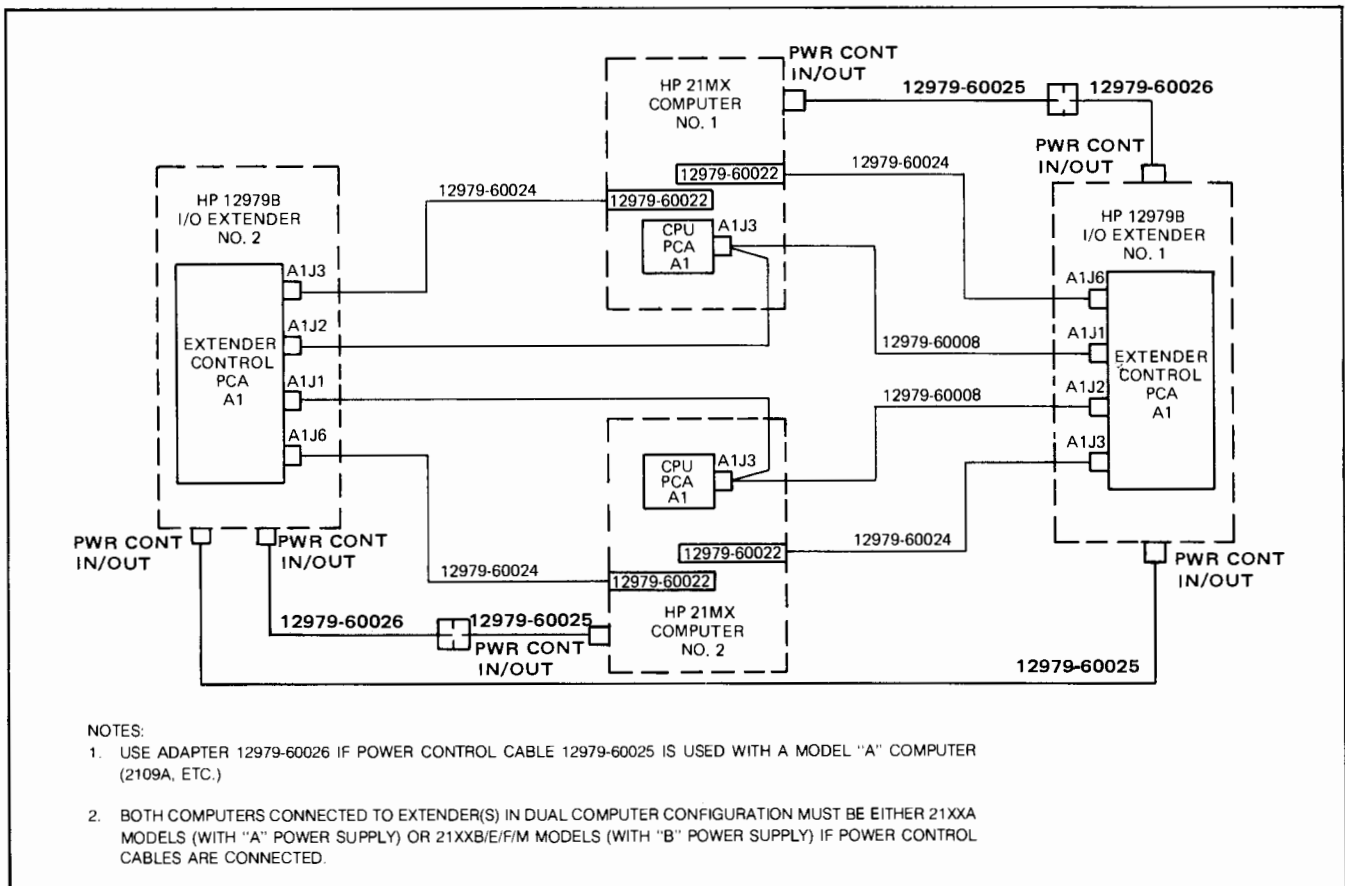 PWR CONT
IN/OUT
HP 21MX
COMPUTER
NO. 1
12979-60025
12979-60026
PWR CONT
IN/OUT
12979-60022
12979-60024
12979-60024
12979-60022
HP 12979B
I/O EXTENDER
NO. 2
HP 12979B
I/O EXTENDER
NO. 1
CPU
PCA
A1
A1J3
A1J3
A1J2
A1J1
A1J6
EXTENDER
CONTROL
PCA
A1
A1J6
A1J1
A1J2
A1J3
EXTENDER
CONTROL
PCA
A1
12979-60008
12979-60008
CPU
PCA
A1
A1J3
12979-60022
12979-60024
12979-60024
12979-60022
HP 21MX
COMPUTER
NO. 2
PWR CONT
IN/OUT
PWR CONT
IN/OUT
PWR CONT
IN/OUT
12979-60026
12979-60025
PWR CONT
IN/OUT
12979-60025
NOTES:
1. USE ADAPTER 12979-60026 IF POWER CONTROL CABLE 12979-60025 IS USED WITH A MODEL "A" COMPUTER
(2109A, ETC.)
2. BOTH COMPUTERS CONNECTED TO EXTENDER(S) IN DUAL COMPUTER CONFIGURATION MUST BE EITHER 21XXA
MODELS (WITH "A" POWER SUPPLY) OR 21XXB/E/F/M MODELS (WITH "B" POWER SUPPLY) IF POWER CONTROL
CABLES ARE CONNECTED.